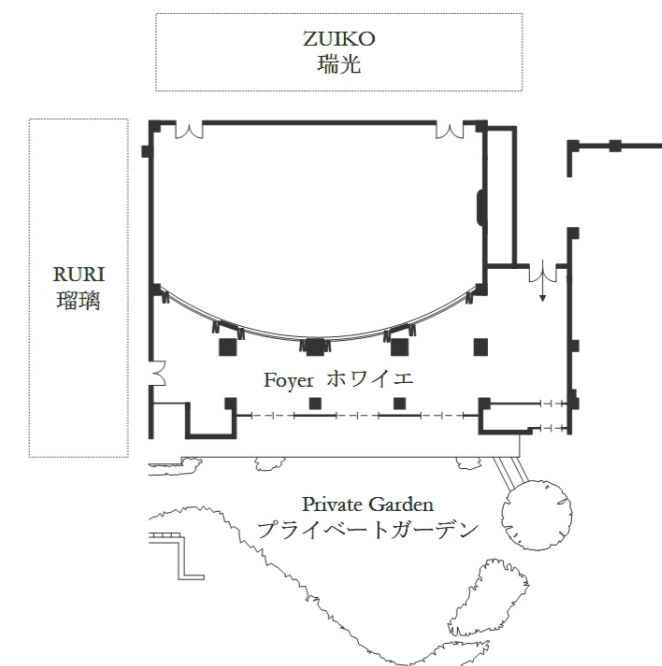 ZUIKO
瑞光
RURI
瑠璃
Foyer ホワイエ
Private Garden
プライベートガーデン